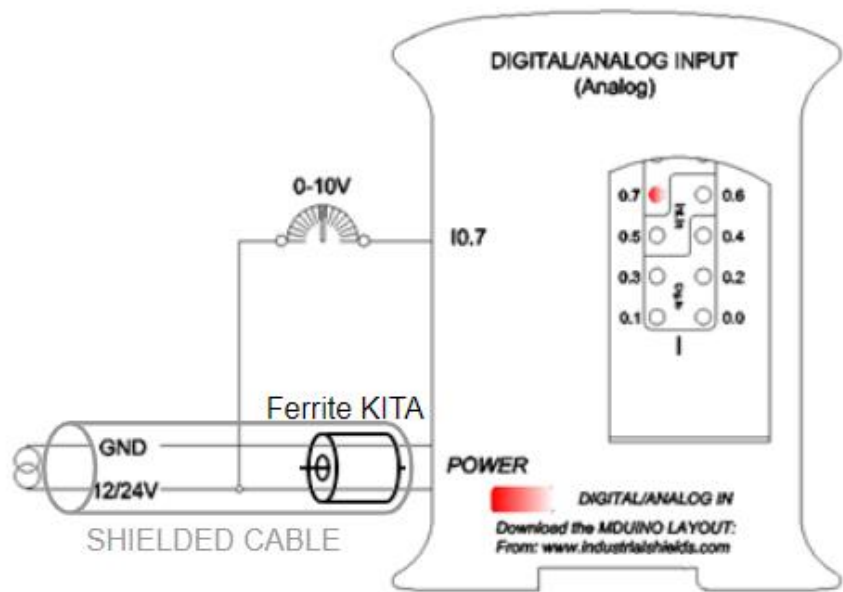 DIGITAL/ANALOG INPUT
(Analog)
0-10V
I0.7
0.7
0.6
0.5
0.4
0.3
0.2
0.1
0.0
I
Ferrite KITA
GND
12/24V
POWER
SHIELDED CABLE
DIGITAL/ANALOG IN
Download the MDUINO LAYOUT:
From: www.industrialshields.com